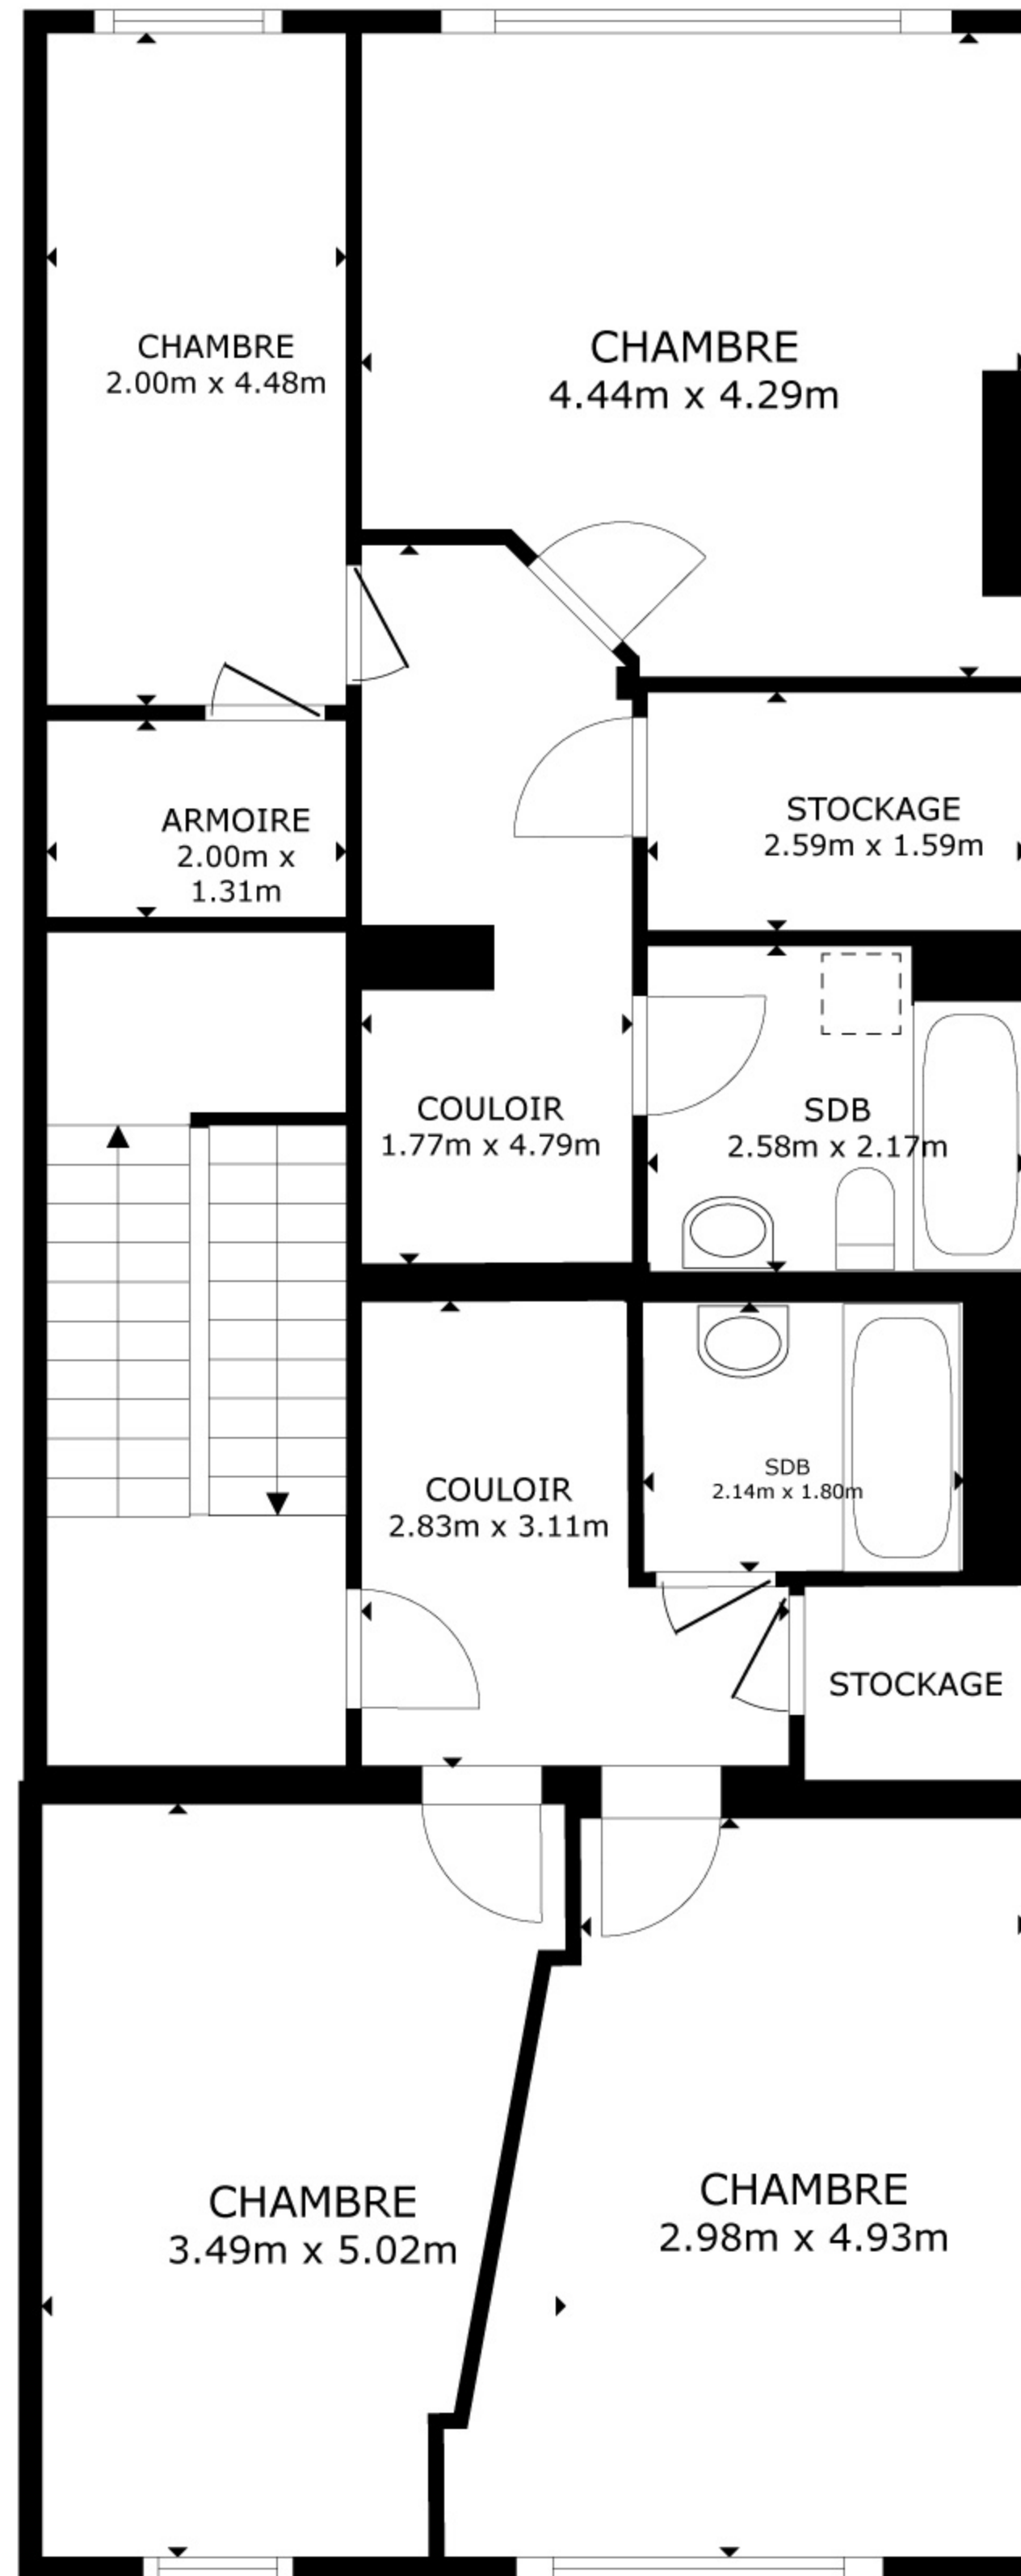 CHAMBRE
2.00m x 4.48m
CHAMBRE
4.44m x 4.29m
ARMOIRE
2.00m x
1.31m
STOCKAGE
2.59m x 1.59m
COULOIR
1.77m x 4.79m
SDB
2.58m x 2.17m
COULOIR
2.83m x 3.11m
SDB
2.14m x 1.80m
STOCKAGE
CHAMBRE
3.49m x 5.02m
CHAMBRE
2.98m x 4.93m